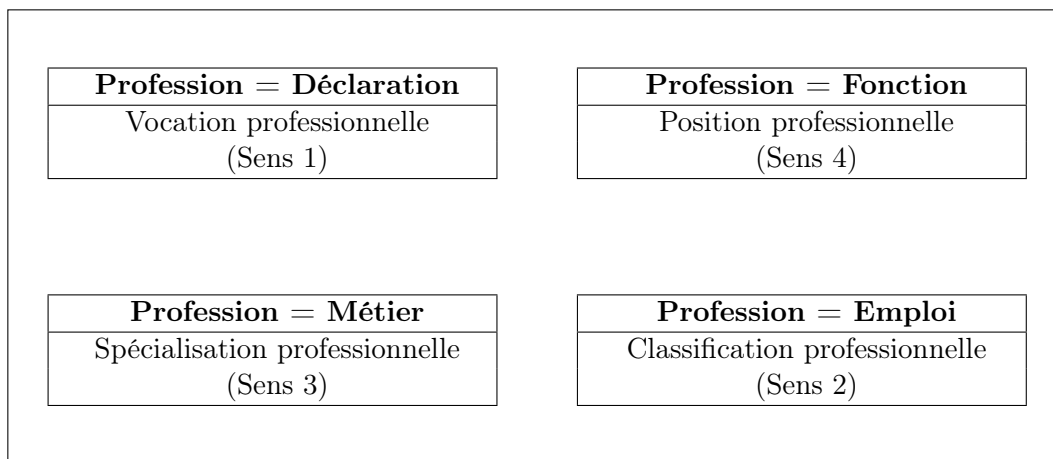 Profession = Déclaration
Vocation professionnelle
(Sens 1)
Profession = Fonction
Position professionnelle
(Sens 4)
Profession = Métier
Spécialisation professionnelle
(Sens 3)
Profession = Emploi
Classification professionnelle
(Sens 2)